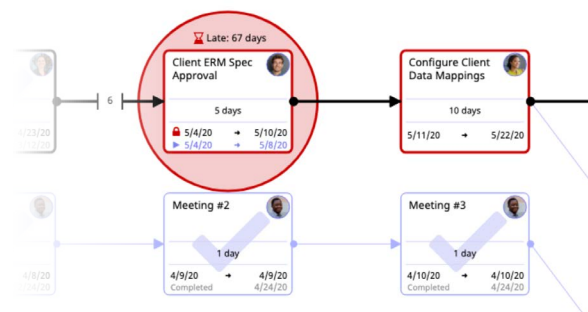 Late: 67 days
Client ERM Spec
Approval
5 days
5/4/20 → 5/10/20
5/4/20 → 5/8/20
6
Configure Client
Data Mappings
10 days
5/11/20 → 5/22/20
Meeting #2
1 day
4/9/20 → 4/9/20
Completed 4/24/20
Meeting #3
1 day
4/10/20 → 4/10/20
Completed 4/24/20
4/8/20